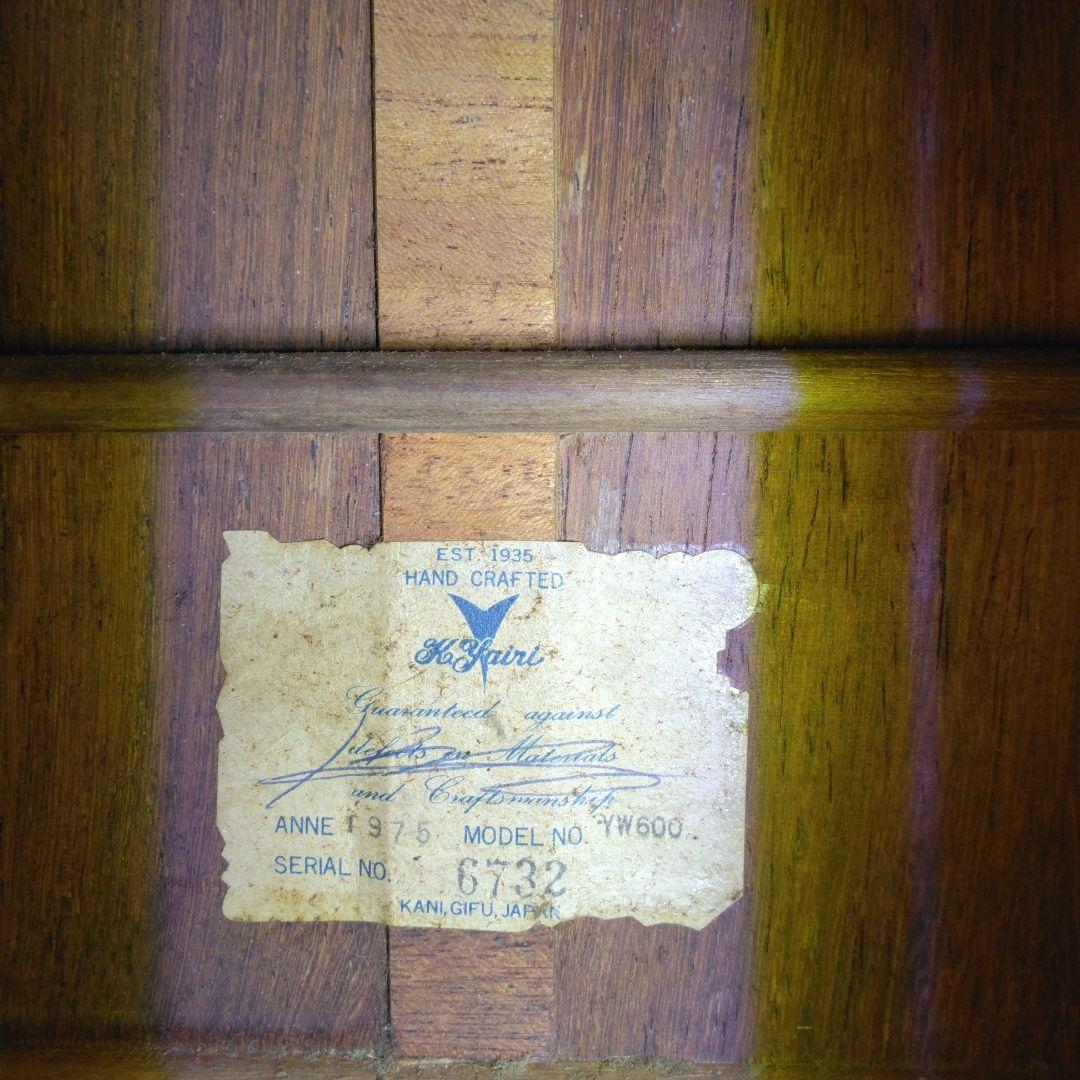 EST. 1935
HAND CRAFTED
K.Yairi
Guaranteed against
defects in Materials
and Craftsmanship
ANNE 1975 MODEL NO. YW600
SERIAL NO. 6732
KANI, GIFU, JAPAN